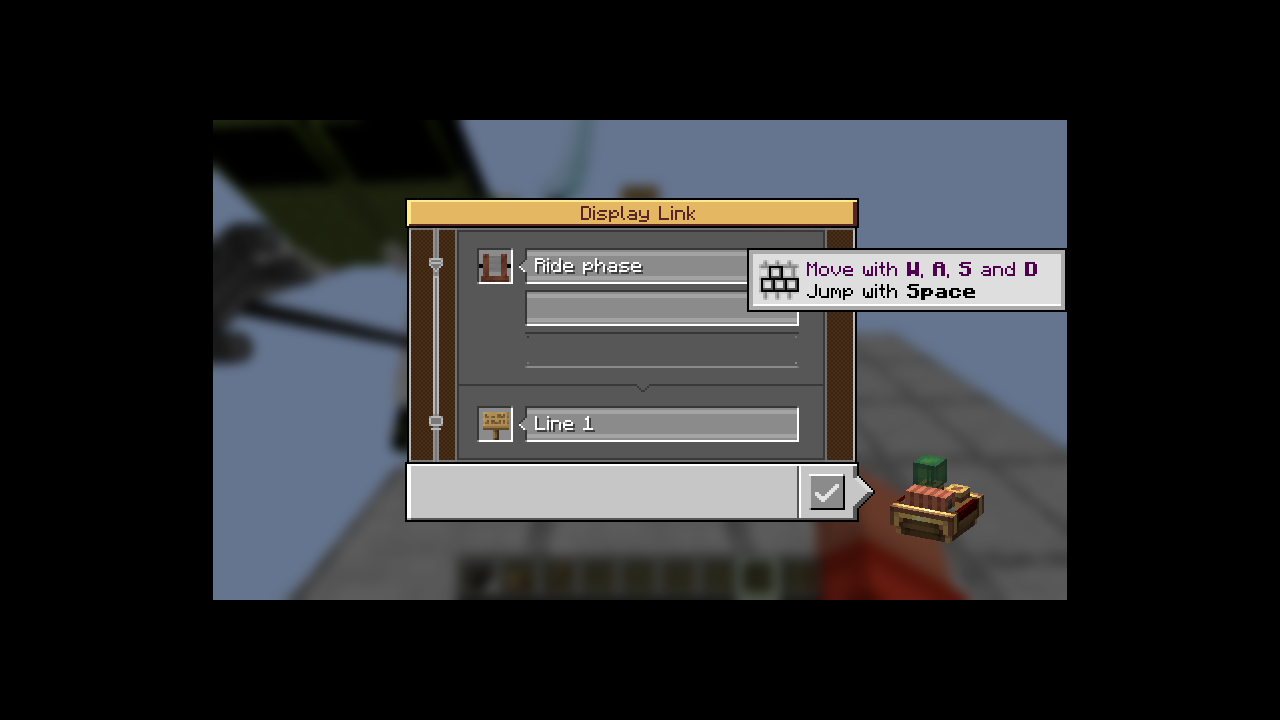 Display Link
Ride phase
Move with W, A, S and D
Jump with Space
Line 1